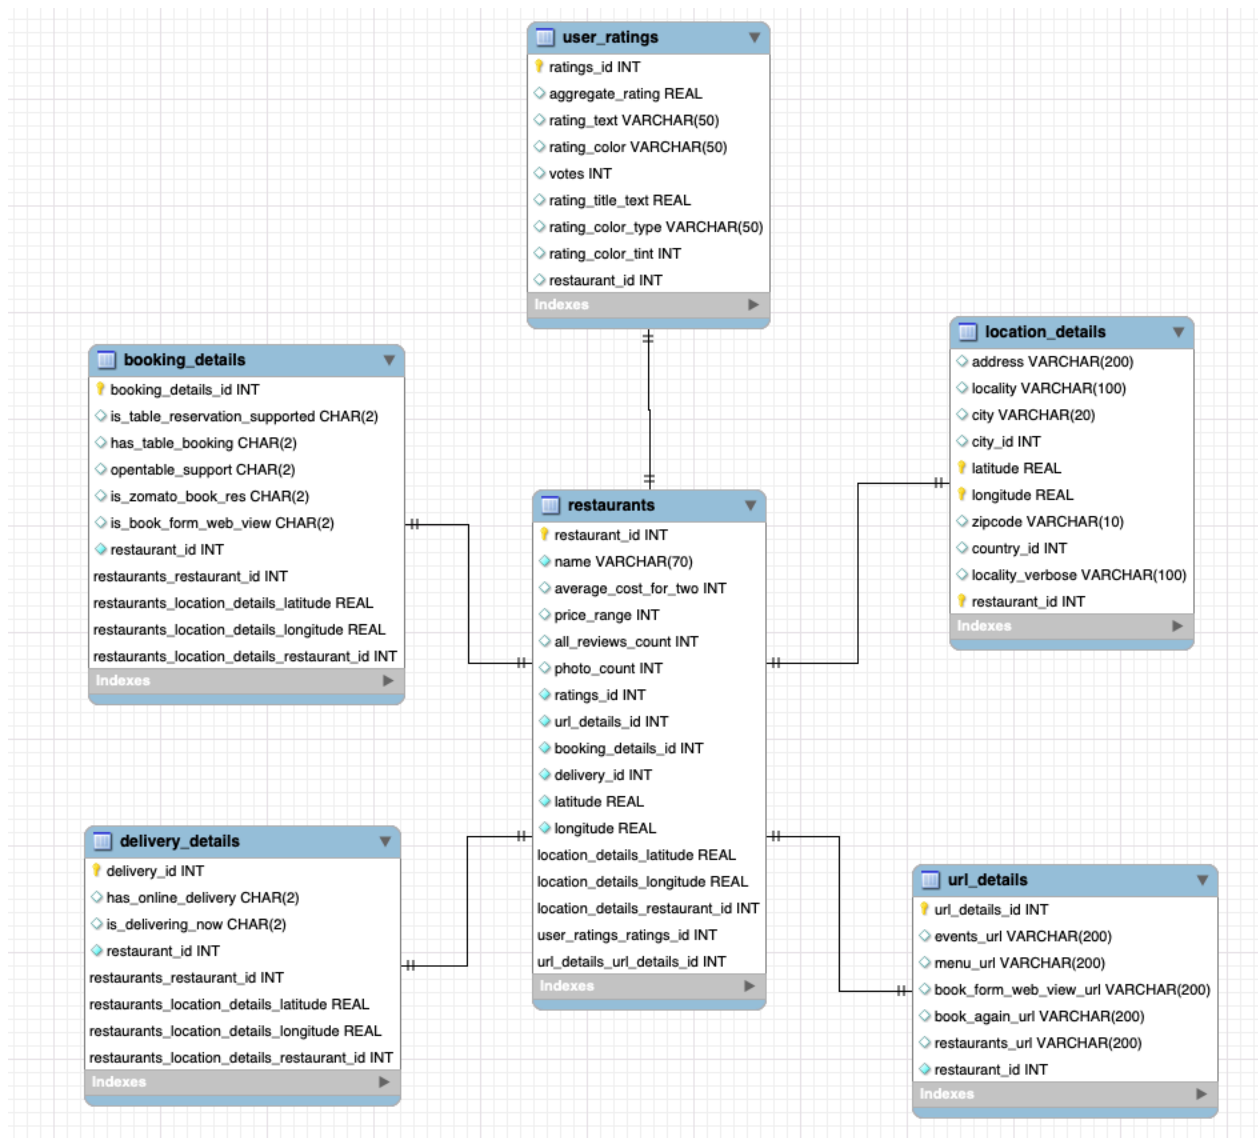 user_ratings
ratings_id INT
aggregate_rating REAL
rating_text VARCHAR(50)
rating_color VARCHAR(50)
votes INT
rating_title_text REAL
rating_color_type VARCHAR(50)
rating_color_tint INT
restaurant_id INT
Indexes
booking_details
booking_details_id INT
is_table_reservation_supported CHAR(2)
has_table_booking CHAR(2)
opentable_support CHAR(2)
is_zomato_book_res CHAR(2)
is_book_form_web_view CHAR(2)
restaurant_id INT
restaurants_restaurant_id INT
restaurants_location_details_latitude REAL
restaurants_location_details_longitude REAL
restaurants_location_details_restaurant_id INT
Indexes
location_details
address VARCHAR(200)
locality VARCHAR(100)
city VARCHAR(20)
city_id INT
latitude REAL
longitude REAL
zipcode VARCHAR(10)
country_id INT
locality_verbose VARCHAR(100)
restaurant_id INT
Indexes
restaurants
restaurant_id INT
name VARCHAR(70)
average_cost_for_two INT
price_range INT
all_reviews_count INT
photo_count INT
ratings_id INT
url_details_id INT
booking_details_id INT
delivery_id INT
latitude REAL
longitude REAL
location_details_latitude REAL
location_details_longitude REAL
location_details_restaurant_id INT
user_ratings_ratings_id INT
url_details_url_details_id INT
Indexes
delivery_details
delivery_id INT
has_online_delivery CHAR(2)
is_delivering_now CHAR(2)
restaurant_id INT
restaurants_restaurant_id INT
restaurants_location_details_latitude REAL
restaurants_location_details_longitude REAL
restaurants_location_details_restaurant_id INT
Indexes
url_details
url_details_id INT
events_url VARCHAR(200)
menu_url VARCHAR(200)
book_form_web_view_url VARCHAR(200)
book_again_url VARCHAR(200)
restaurants_url VARCHAR(200)
restaurant_id INT
Indexes